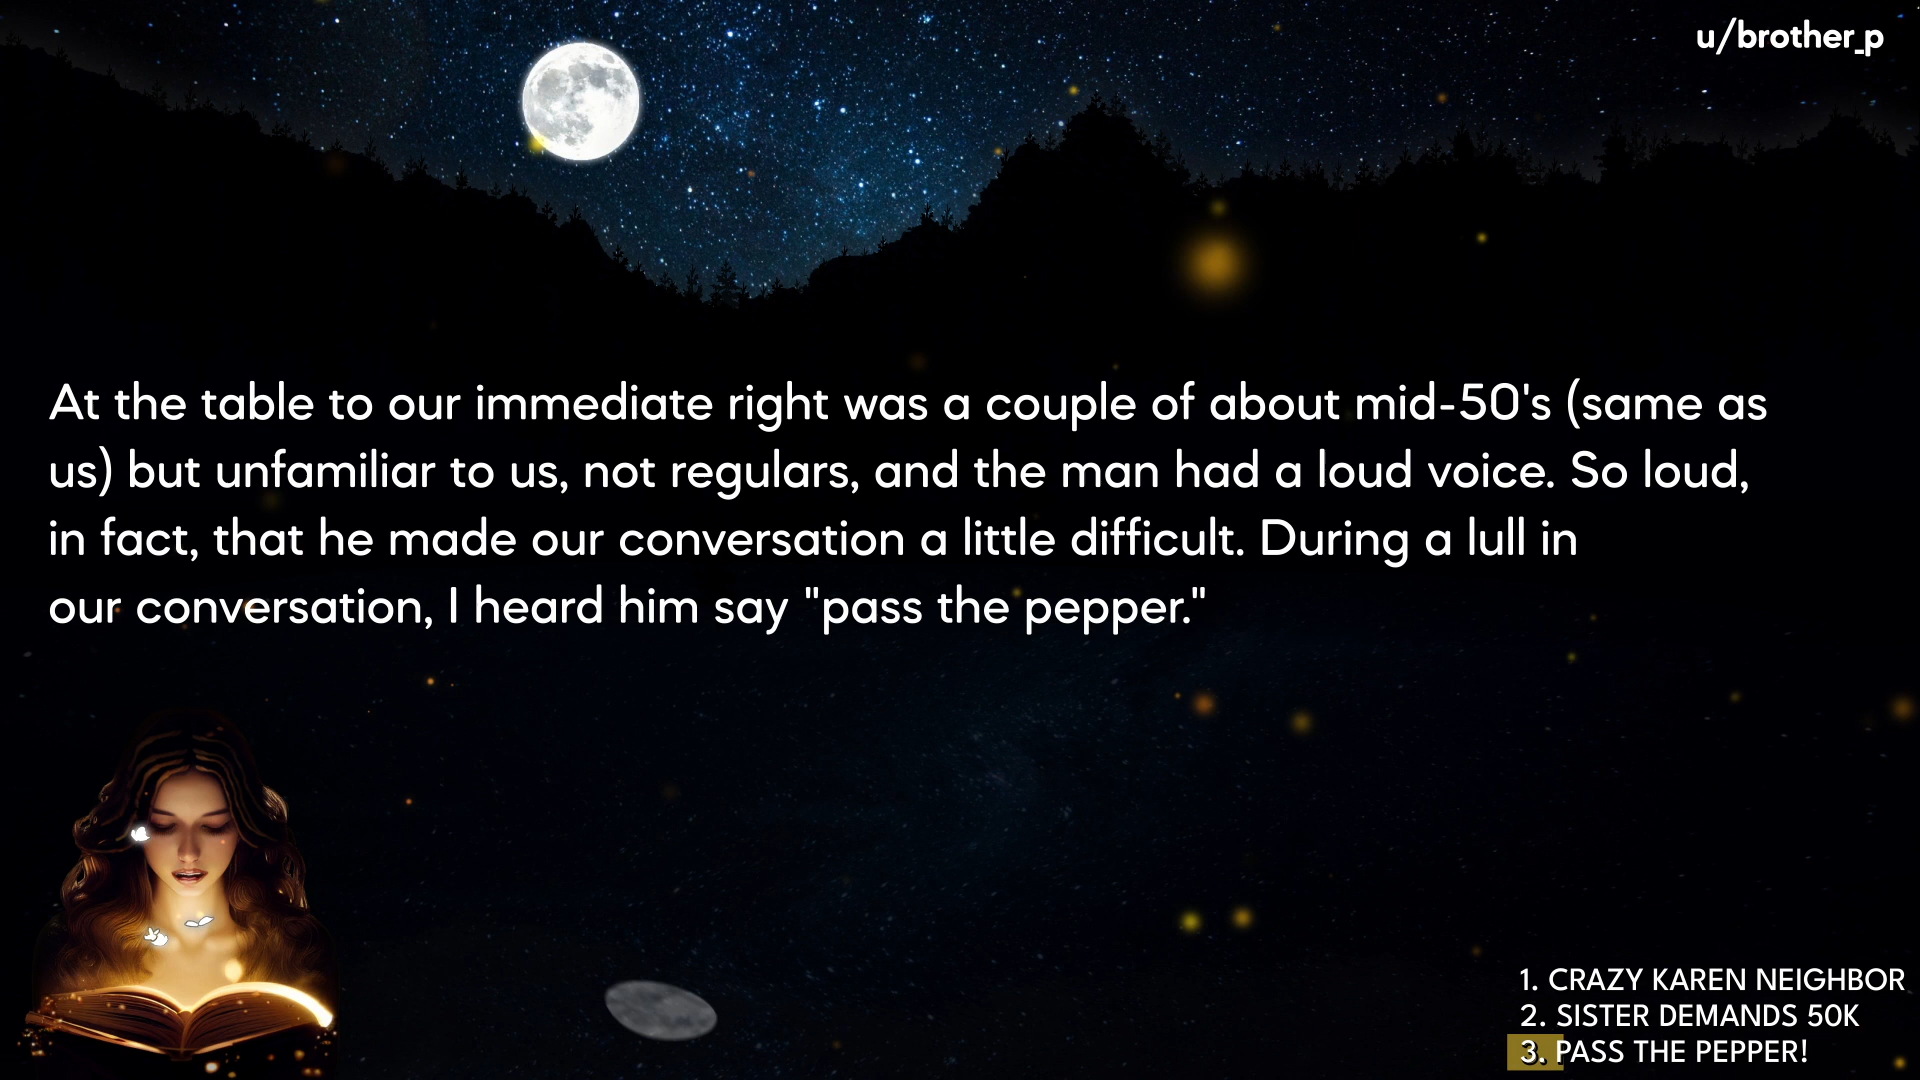 u/brother_p
At the table to our immediate right was a couple of about mid-50's (same as
us) but unfamiliar to us, not regulars, and the man had a loud voice. So loud,
in fact, that he made our conversation a little difficult. During a lull in
our conversation, I heard him say "pass the pepper."
1. CRAZY KAREN NEIGHBOR
2. SISTER DEMANDS 50K
3. PASS THE PEPPER!